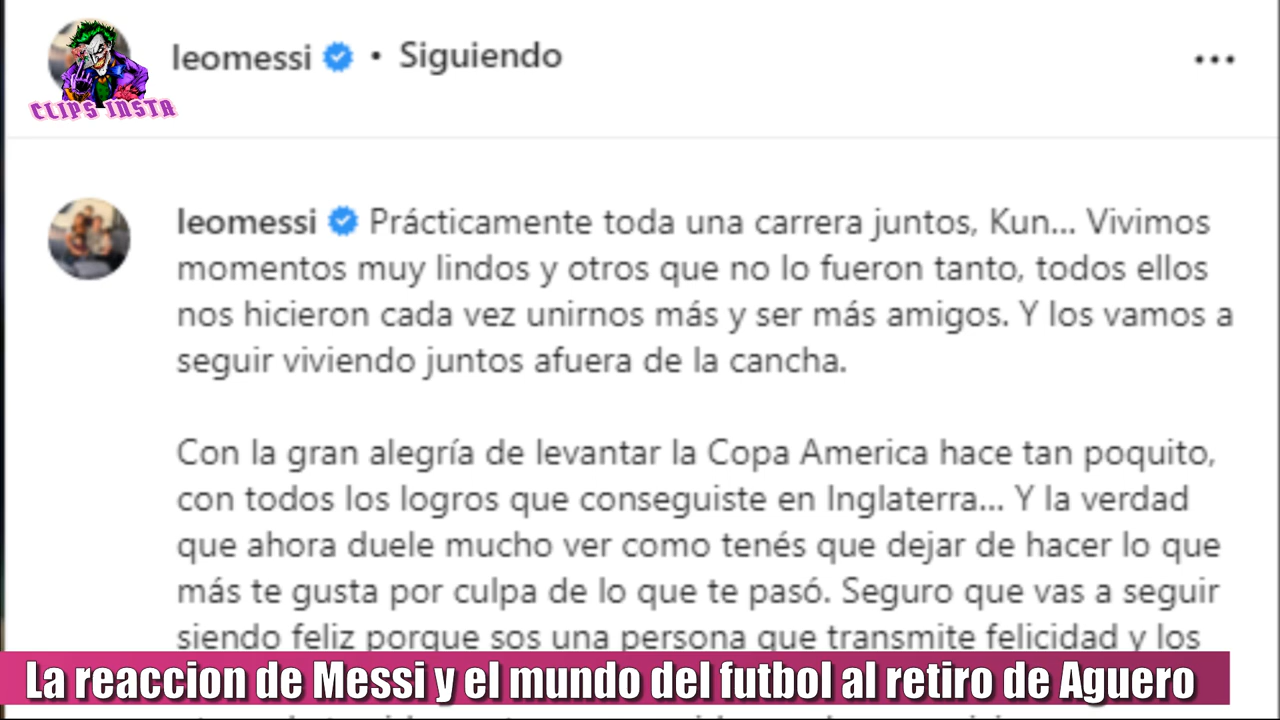 leomessi • Siguiendo
CLIPS INSTA
leomessi Prácticamente toda una carrera juntos, Kun... Vivimos
momentos muy lindos y otros que no lo fueron tanto, todos ellos
nos hicieron cada vez unirnos más y ser más amigos. Y los vamos a
seguir viviendo juntos afuera de la cancha.
Con la gran alegría de levantar la Copa America hace tan poquito,
con todos los logros que conseguiste en Inglaterra... Y la verdad
que ahora duele mucho ver como tenés que dejar de hacer lo que
más te gusta por culpa de lo que te pasó. Seguro que vas a seguir
siendo feliz porque sos una persona que transmite felicidad y los
La reaccion de Messi y el mundo del futbol al retiro de Aguero